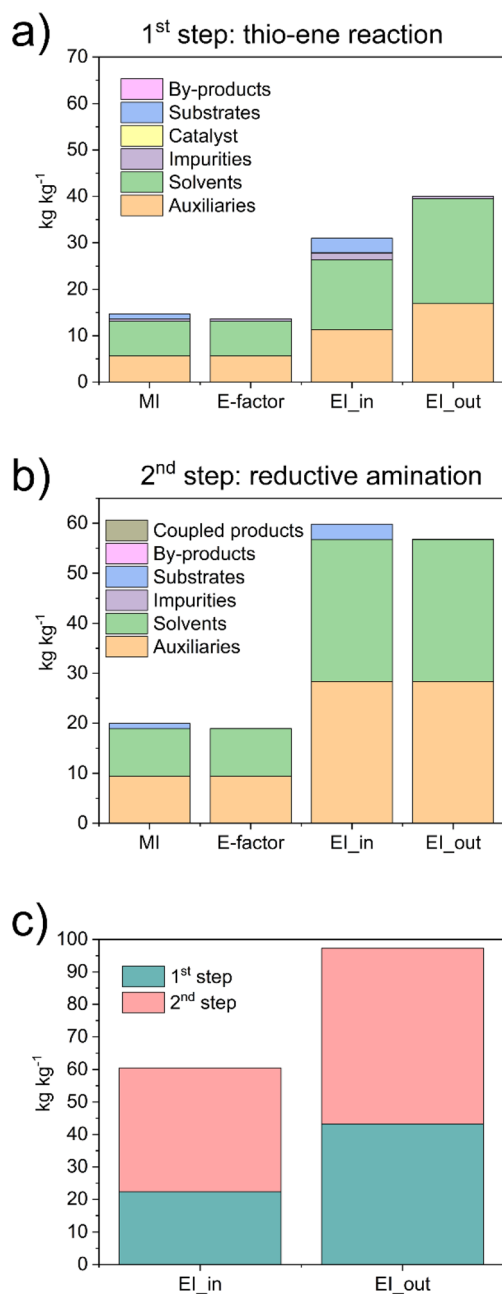 a)
1st step: thio-ene reaction
70
60
50
40
30
20
10
0
kg kg-1
By-products
Substrates
Catalyst
Impurities
Solvents
Auxiliaries
MI E-factor EI_in EI_out
b)
2nd step: reductive amination
60
50
40
30
20
10
0
kg kg-1
Coupled products
By-products
Substrates
Impurities
Solvents
Auxiliaries
MI E-factor EI_in EI_out
c)
100
90
80
70
60
50
40
30
20
10
0
kg kg-1
1st step
2nd step
EI_in EI_out